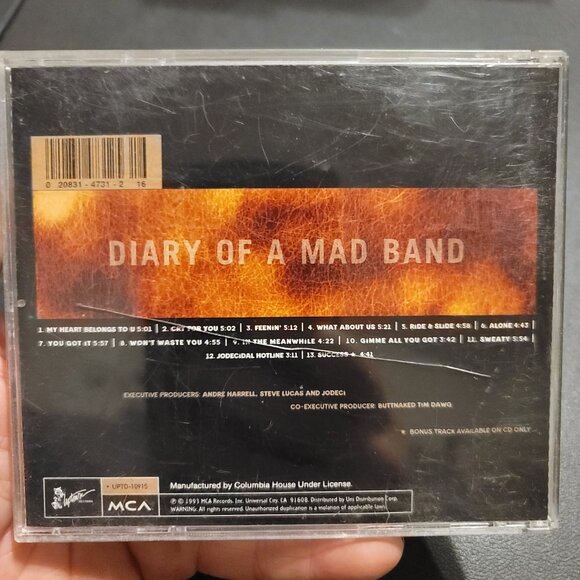 0 20831-4731-2 16
DIARY OF A MAD BAND
1. MY HEART BELONGS TO U 5:01 | 2. CRY FOR YOU 5:02 | 3. FEENIN' 5:12 | 4. WHAT ABOUT US 5:21 | 5. RIDE & SLIDE 4:58 | 6. ALONE 4:43
7. YOU GOT IT 5:57 | 8. WON'T WASTE YOU 4:55 | 9. IN THE MEANWHILE 4:22 | 10. GIMME ALL YOU GOT 3:42 | 11. SWEATY 5:54
12. JODECIDAL HOTLINE 3:11 | 13. SUCCESS ★ 4:41
EXECUTIVE PRODUCERS: ANDRE HARRELL, STEVE LUCAS AND JODECI
CO-EXECUTIVE PRODUCER: BUTTNAKED TIM DAWG
★ BONUS TRACK AVAILABLE ON CD ONLY
Uptown
• UPTD-10915
MCA
Manufactured by Columbia House Under License.
℗ © 1993 MCA Records, Inc. Universal City, CA 91608. Distributed by Uni Distribution Corp.
WARNING: All rights reserved. Unauthorized duplication is a violation of applicable laws.